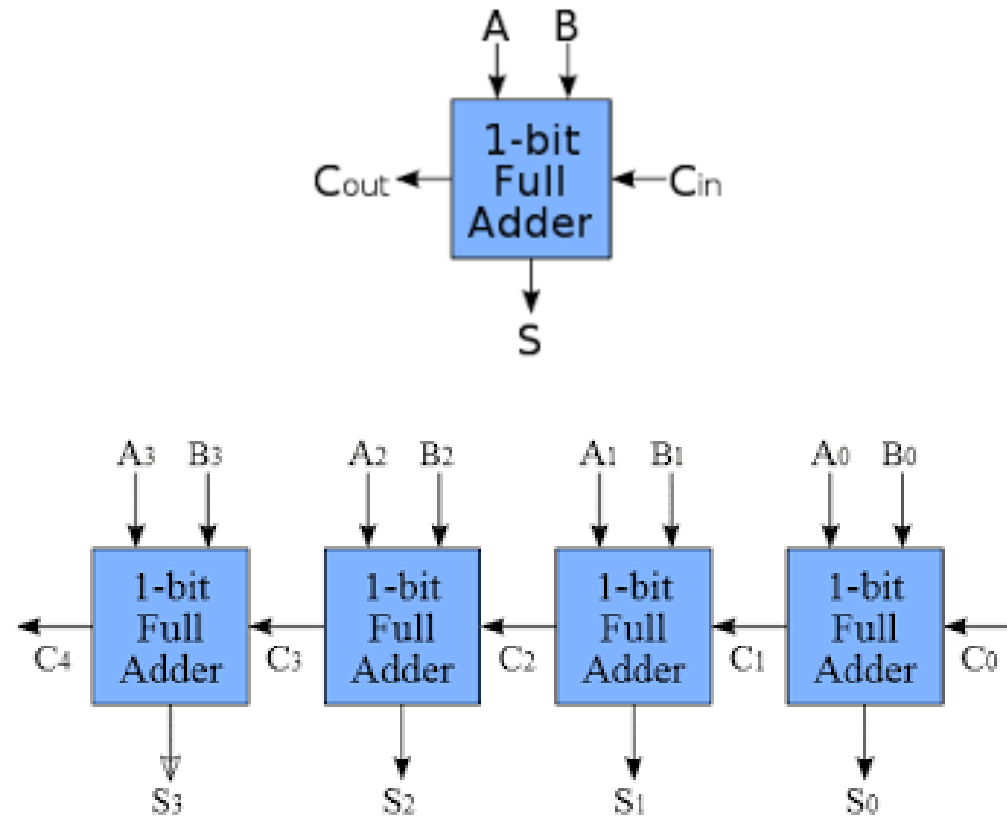 A B
1-bit
Cout Full Cin
Adder
S
A3 B3 A2 B2 A1 B1 A0 B0
1-bit 1-bit 1-bit 1-bit
Full Full Full Full
C4 Adder C3 Adder C2 Adder C1 Adder C0
S3 S2 S1 S0